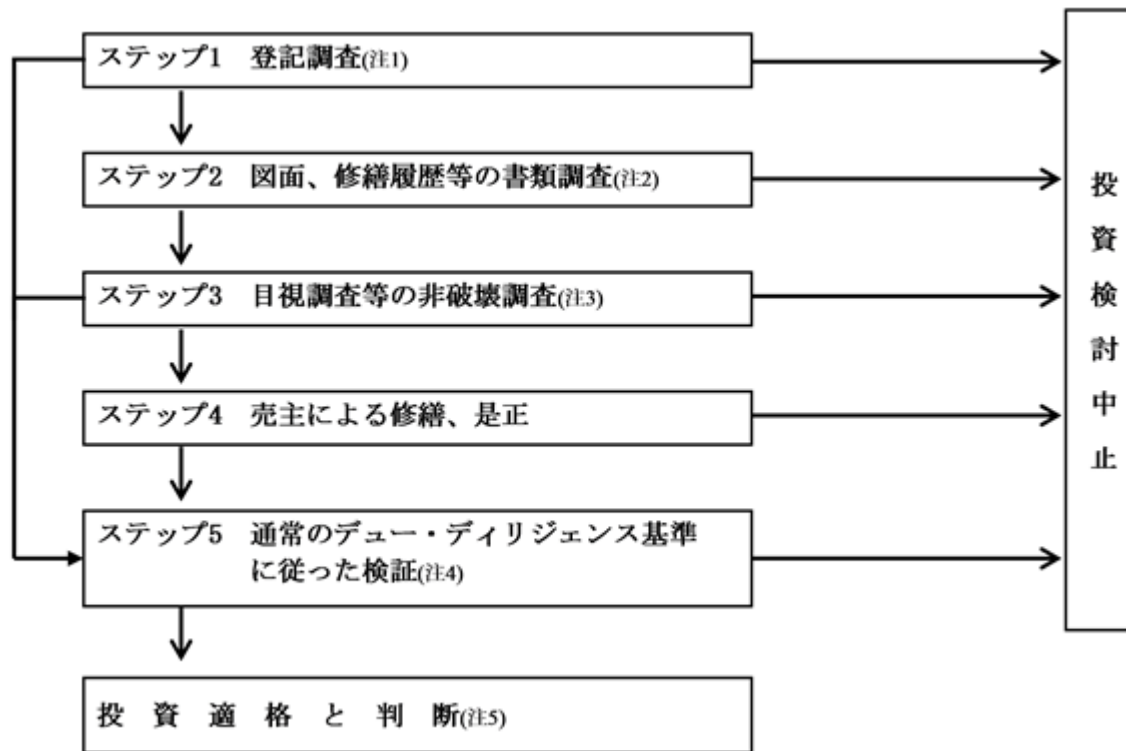 ステップ1 登記調査(注1)
ステップ2 図面、修繕履歴等の書類調査(注2)
ステップ3 目視調査等の非破壊調査(注3)
ステップ4 売主による修繕、是正
ステップ5 通常のデュー・ディリジェンス基準
に従った検証(注4)
投資適格と判断(注5)
投資検討中止